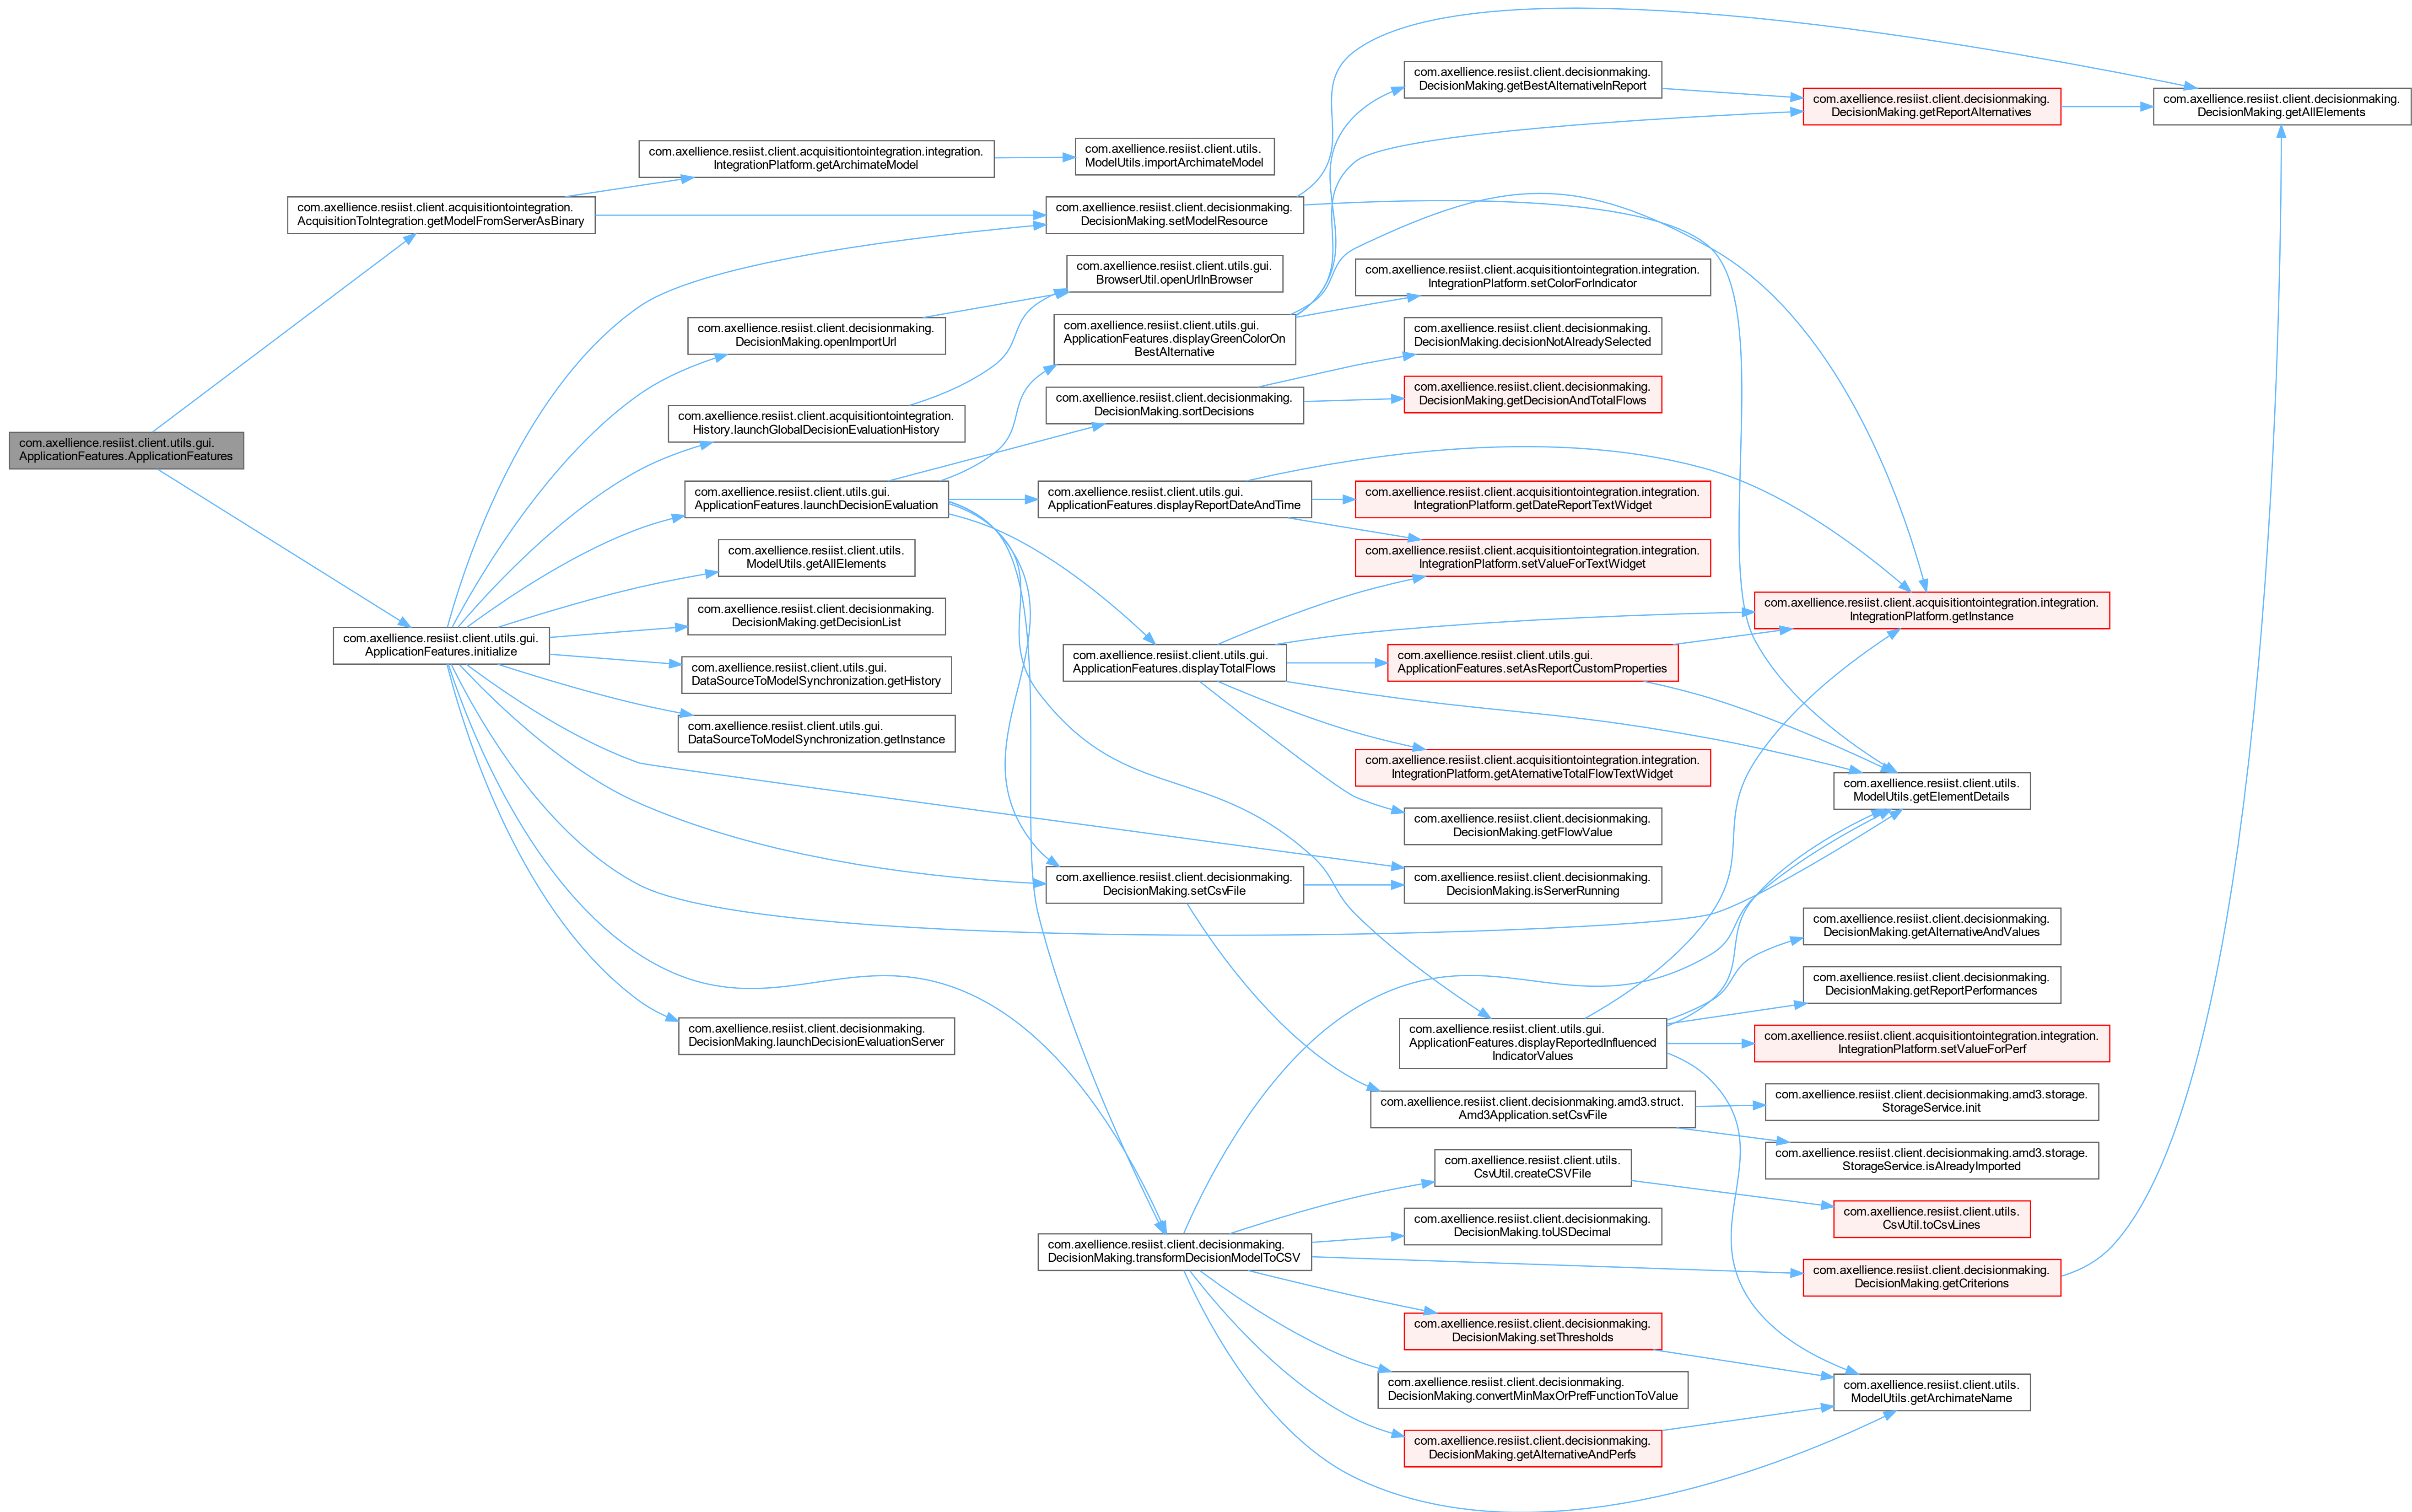 com.axellience.resiist.client.utils.gui.
ApplicationFeatures.ApplicationFeatures
com.axellience.resiist.client.acquisitiontointegration.
AcquisitionToIntegration.getModelFromServerAsBinary
com.axellience.resiist.client.utils.gui.
ApplicationFeatures.initialize
com.axellience.resiist.client.acquisitiontointegration.integration.
IntegrationPlatform.getArchimateModel
com.axellience.resiist.client.decisionmaking.
DecisionMaking.openImportUrl
com.axellience.resiist.client.acquisitiontointegration.
History.launchGlobalDecisionEvaluationHistory
com.axellience.resiist.client.utils.gui.
ApplicationFeatures.launchDecisionEvaluation
com.axellience.resiist.client.utils.
ModelUtils.getAllElements
com.axellience.resiist.client.decisionmaking.
DecisionMaking.getDecisionList
com.axellience.resiist.client.utils.gui.
DataSourceToModelSynchronization.getHistory
com.axellience.resiist.client.utils.gui.
DataSourceToModelSynchronization.getInstance
com.axellience.resiist.client.decisionmaking.
DecisionMaking.launchDecisionEvaluationServer
com.axellience.resiist.client.utils.
ModelUtils.importArchimateModel
com.axellience.resiist.client.decisionmaking.
DecisionMaking.setModelResource
com.axellience.resiist.client.utils.gui.
BrowserUtil.openUrlInBrowser
com.axellience.resiist.client.utils.gui.
ApplicationFeatures.displayGreenColorOn
BestAlternative
com.axellience.resiist.client.decisionmaking.
DecisionMaking.sortDecisions
com.axellience.resiist.client.utils.gui.
ApplicationFeatures.displayReportDateAndTime
com.axellience.resiist.client.utils.gui.
ApplicationFeatures.displayTotalFlows
com.axellience.resiist.client.decisionmaking.
DecisionMaking.setCsvFile
com.axellience.resiist.client.decisionmaking.
DecisionMaking.transformDecisionModelToCSV
com.axellience.resiist.client.decisionmaking.
DecisionMaking.getBestAlternativeInReport
com.axellience.resiist.client.acquisitiontointegration.integration.
IntegrationPlatform.setColorForIndicator
com.axellience.resiist.client.decisionmaking.
DecisionMaking.decisionNotAlreadySelected
com.axellience.resiist.client.decisionmaking.
DecisionMaking.getDecisionAndTotalFlows
com.axellience.resiist.client.acquisitiontointegration.integration.
IntegrationPlatform.getDateReportTextWidget
com.axellience.resiist.client.acquisitiontointegration.integration.
IntegrationPlatform.setValueForTextWidget
com.axellience.resiist.client.utils.gui.
ApplicationFeatures.setAsReportCustomProperties
com.axellience.resiist.client.acquisitiontointegration.integration.
IntegrationPlatform.getAternativeTotalFlowTextWidget
com.axellience.resiist.client.decisionmaking.
DecisionMaking.getFlowValue
com.axellience.resiist.client.decisionmaking.
DecisionMaking.isServerRunning
com.axellience.resiist.client.utils.gui.
ApplicationFeatures.displayReportedInfluenced
IndicatorValues
com.axellience.resiist.client.decisionmaking.amd3.struct.
Amd3Application.setCsvFile
com.axellience.resiist.client.utils.
CsvUtil.createCSVFile
com.axellience.resiist.client.decisionmaking.
DecisionMaking.toUSDecimal
com.axellience.resiist.client.decisionmaking.
DecisionMaking.setThresholds
com.axellience.resiist.client.decisionmaking.
DecisionMaking.convertMinMaxOrPrefFunctionToValue
com.axellience.resiist.client.decisionmaking.
DecisionMaking.getAlternativeAndPerfs
com.axellience.resiist.client.decisionmaking.
DecisionMaking.getReportAlternatives
com.axellience.resiist.client.acquisitiontointegration.integration.
IntegrationPlatform.getInstance
com.axellience.resiist.client.utils.
ModelUtils.getElementDetails
com.axellience.resiist.client.decisionmaking.
DecisionMaking.getAlternativeAndValues
com.axellience.resiist.client.decisionmaking.
DecisionMaking.getReportPerformances
com.axellience.resiist.client.acquisitiontointegration.integration.
IntegrationPlatform.setValueForPerf
com.axellience.resiist.client.decisionmaking.amd3.storage.
StorageService.init
com.axellience.resiist.client.decisionmaking.amd3.storage.
StorageService.isAlreadyImported
com.axellience.resiist.client.utils.
CsvUtil.toCsvLines
com.axellience.resiist.client.decisionmaking.
DecisionMaking.getCriterions
com.axellience.resiist.client.utils.
ModelUtils.getArchimateName
com.axellience.resiist.client.decisionmaking.
DecisionMaking.getAllElements